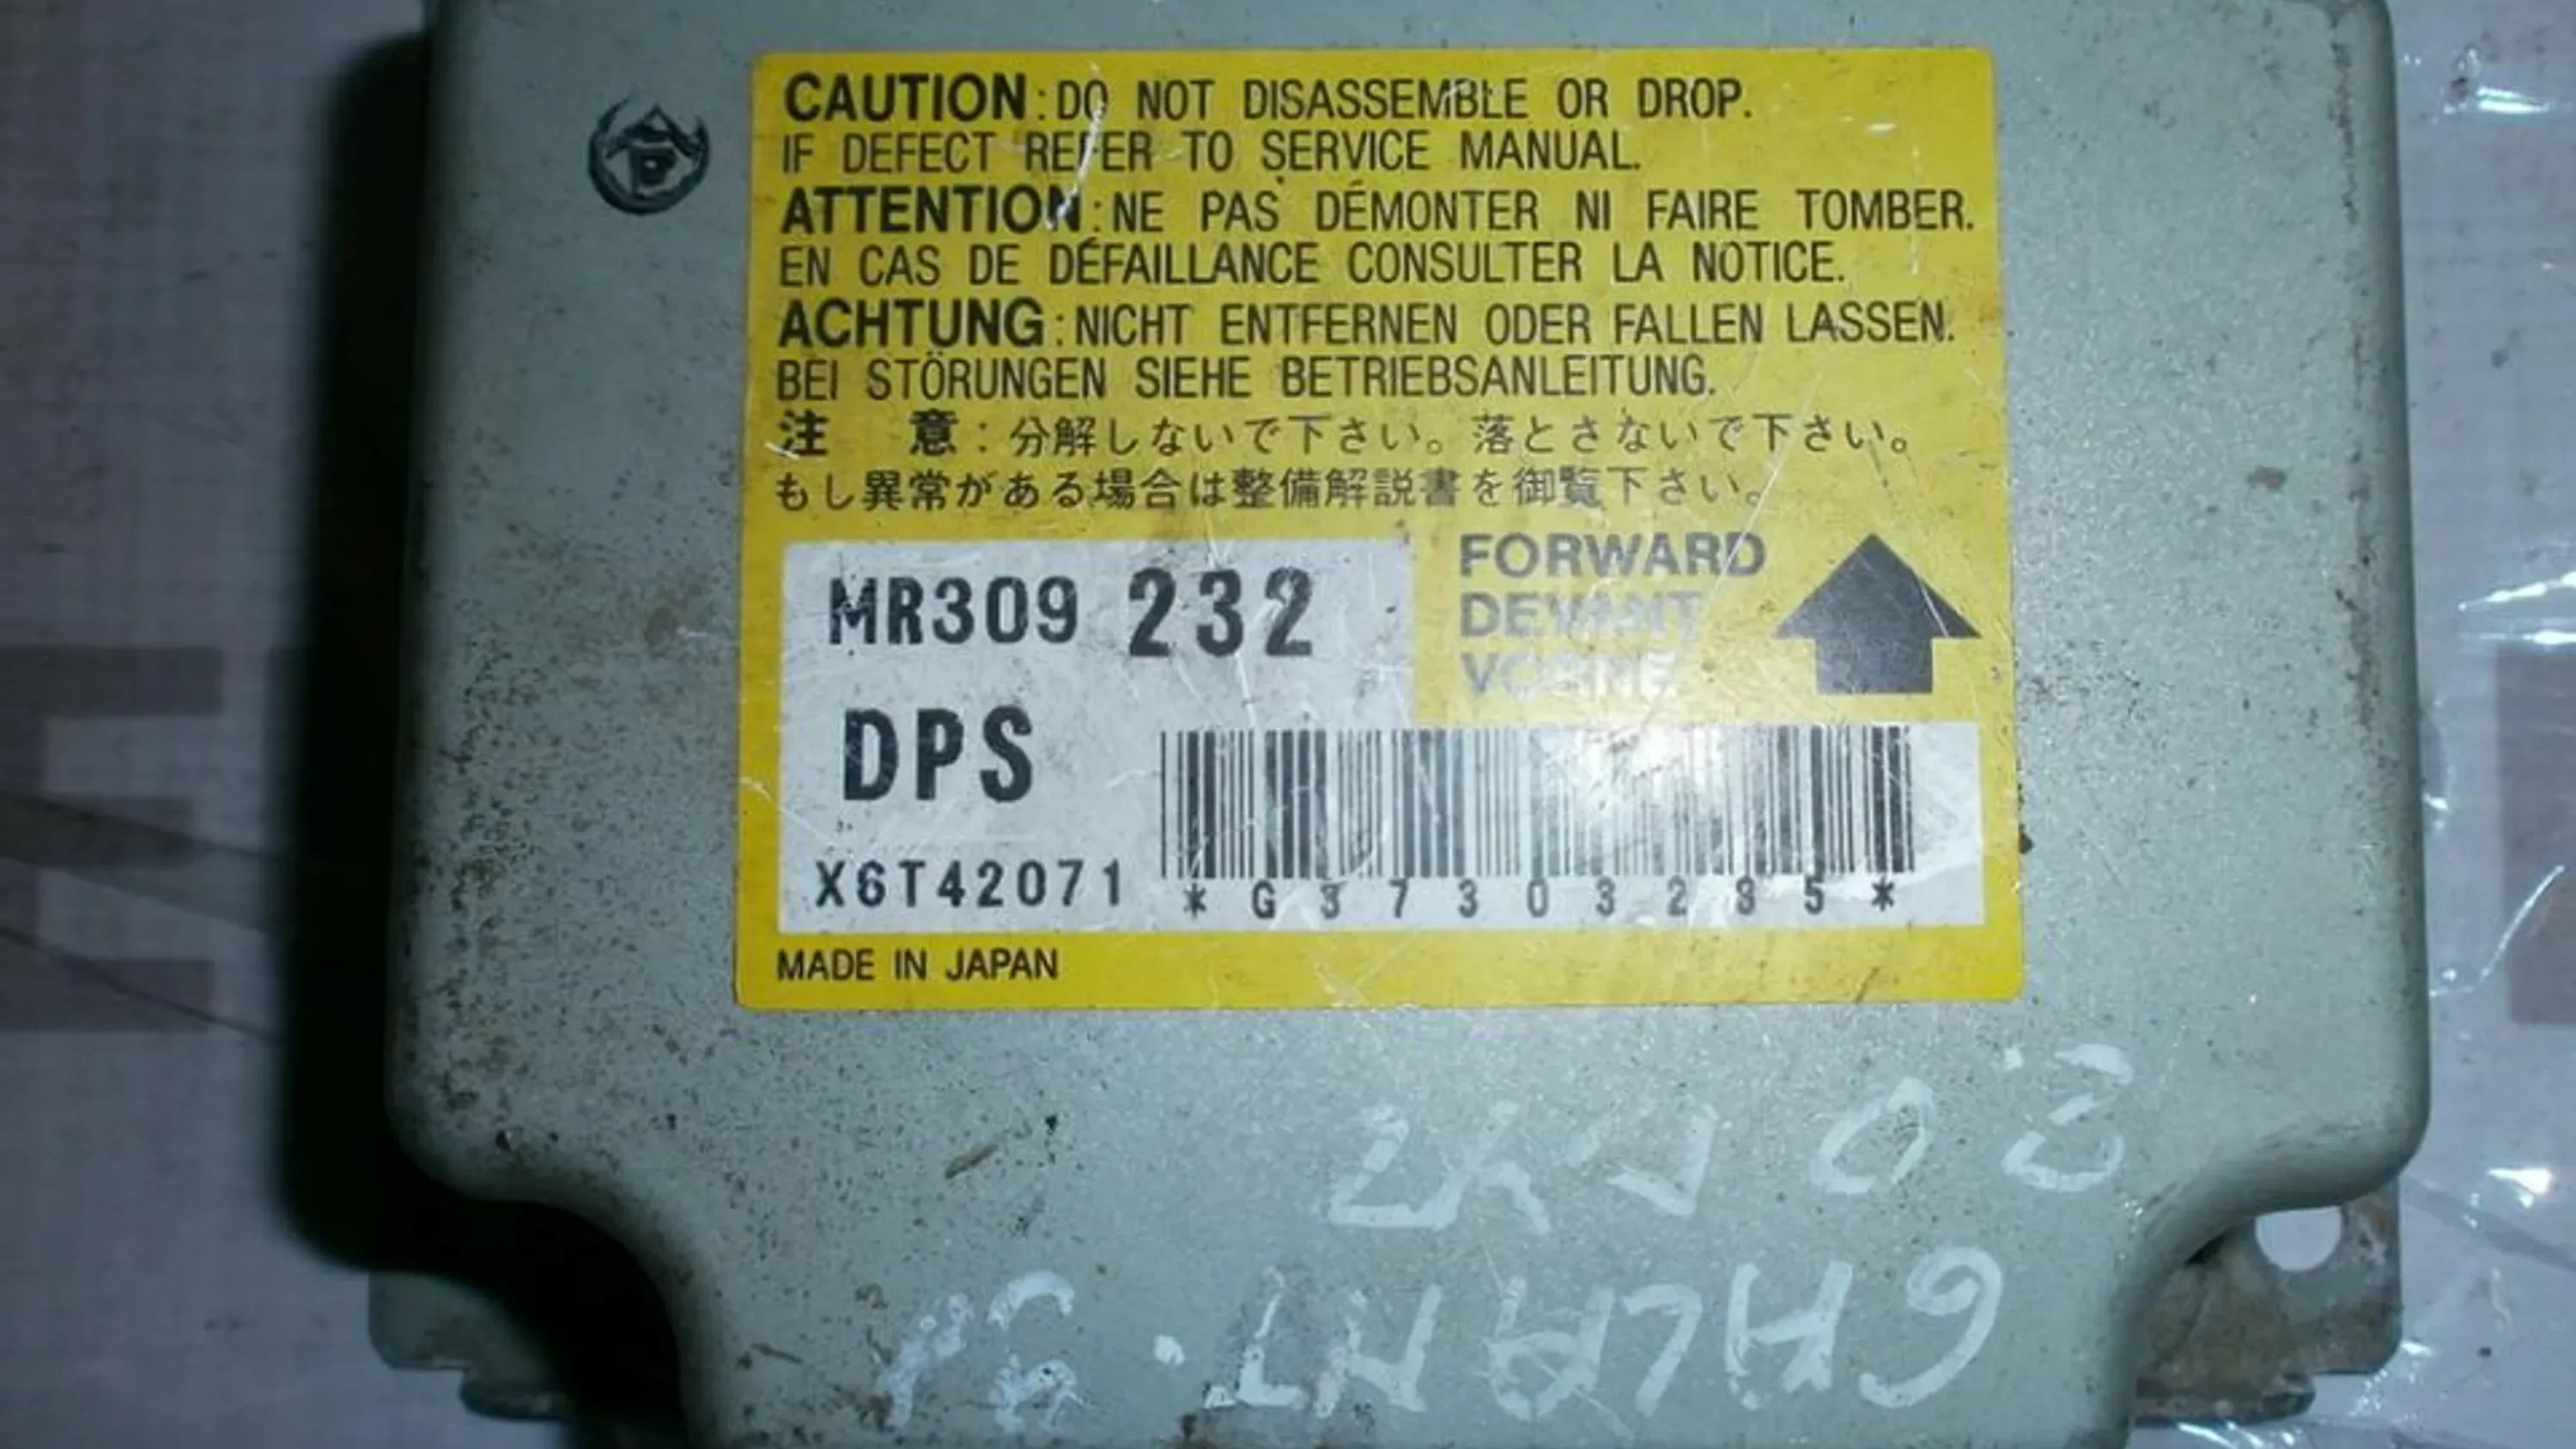 CAUTION:DO NOT DISASSEMBLE OR DROP.
IF DEFECT REFER TO SERVICE MANUAL.
ATTENTION:NE PAS DÉMONTER NI FAIRE TOMBER.
EN CAS DE DÉFAILLANCE CONSULTER LA NOTICE.
ACHTUNG:NICHT ENTFERNEN ODER FALLEN LASSEN.
BEI STÖRUNGEN SIEHE BETRIEBSANLEITUNG.
注 意:分解しないで下さい。落とさないで下さい。
もし異常がある場合は整備解説書を御覧下さい。
MR309 232
FORWARD
DEVANT
VORNE
DPS
X6T42071
*G37303285*
MADE IN JAPAN
GALANT